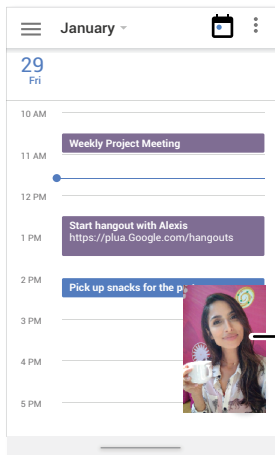 January
29
Fri
10 AM
Weekly Project Meeting
11 AM
12 PM
Start hangout with Alexis
1 PM
https://plua.Google.com/hangouts
2 PM
Pick up snacks for the
3 PM
4 PM
5 PM